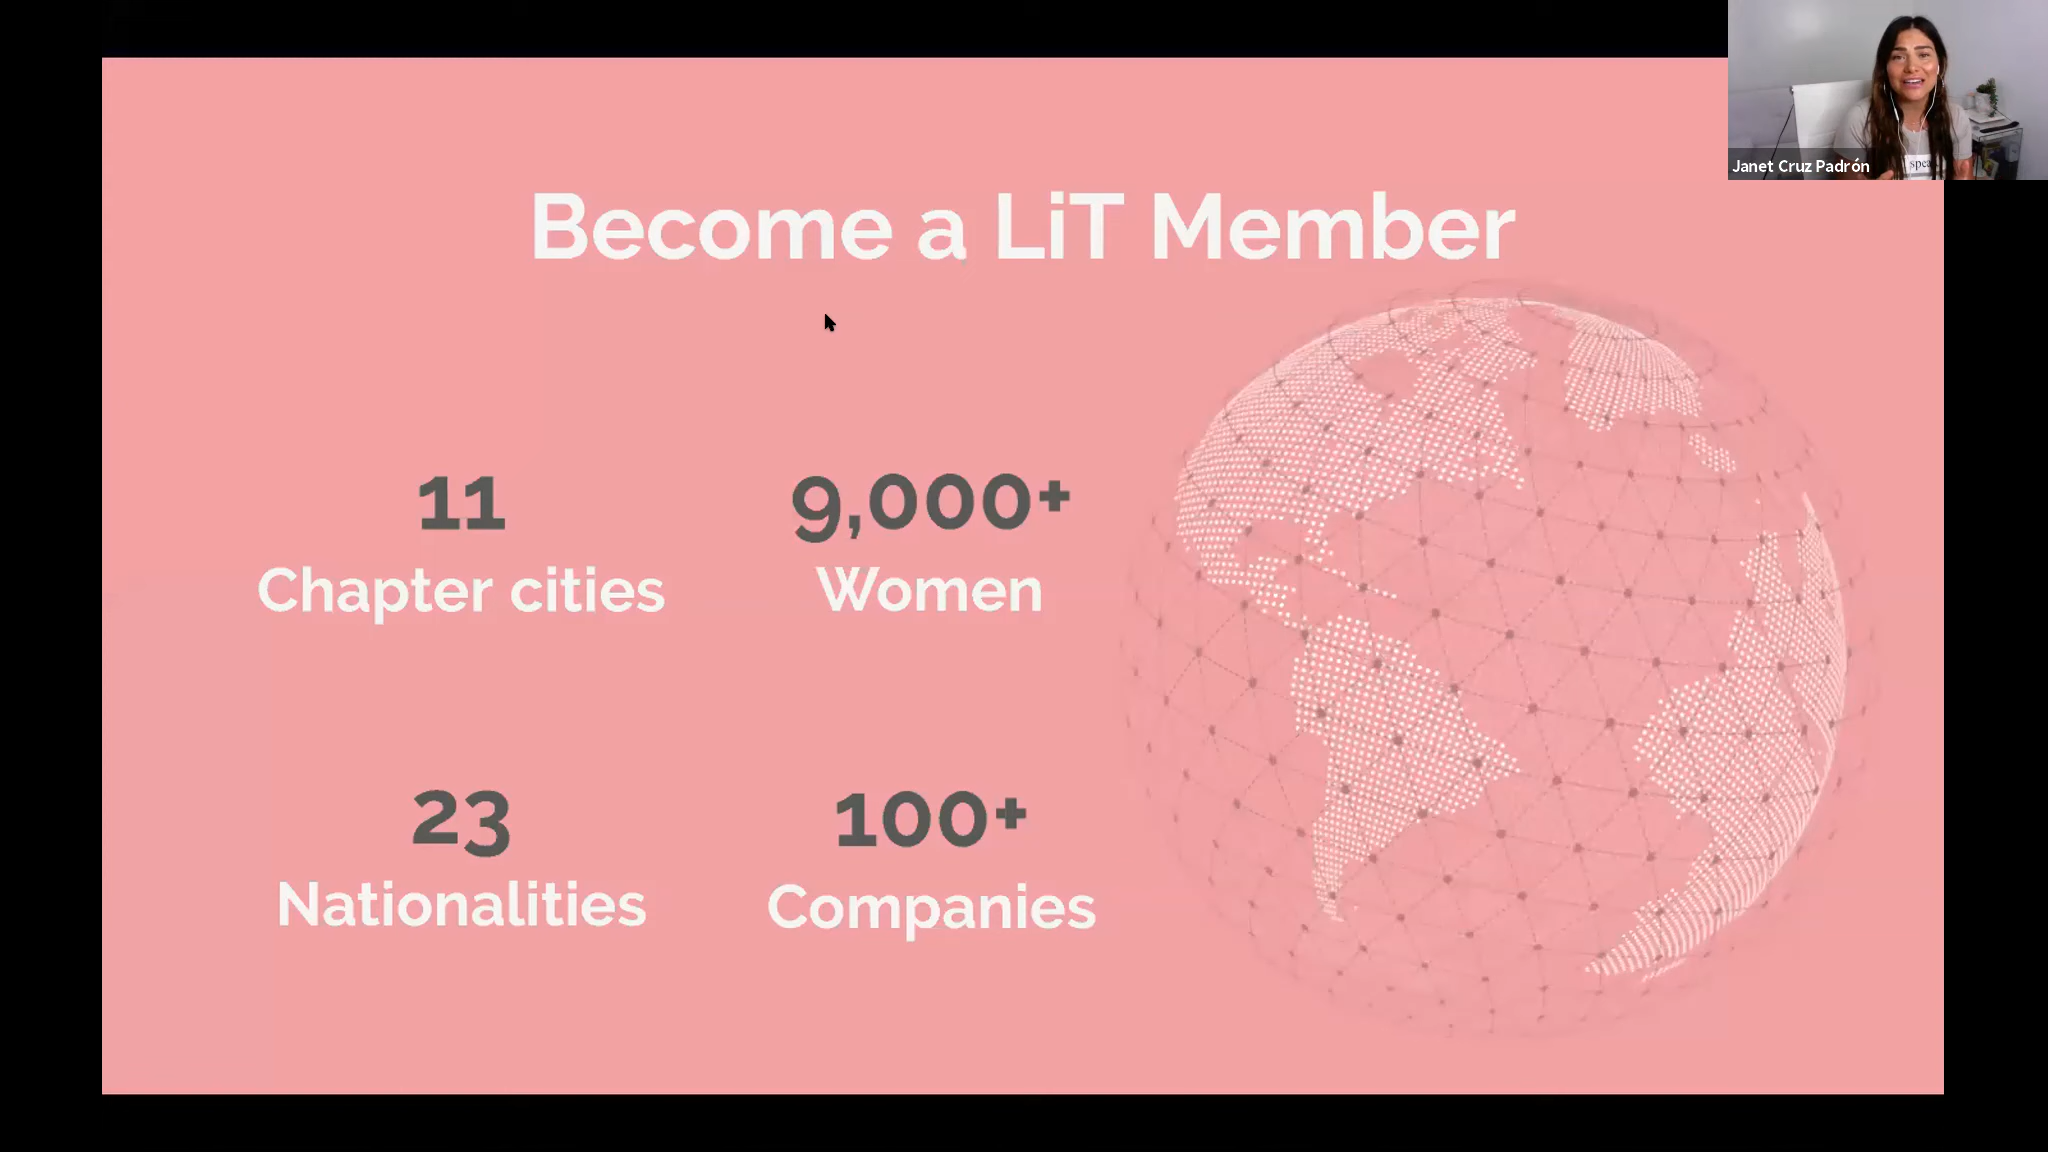 Become a LiT Member
11
Chapter cities
9,000+
Women
23
Nationalities
100+
Companies
Janet Cruz Padrón